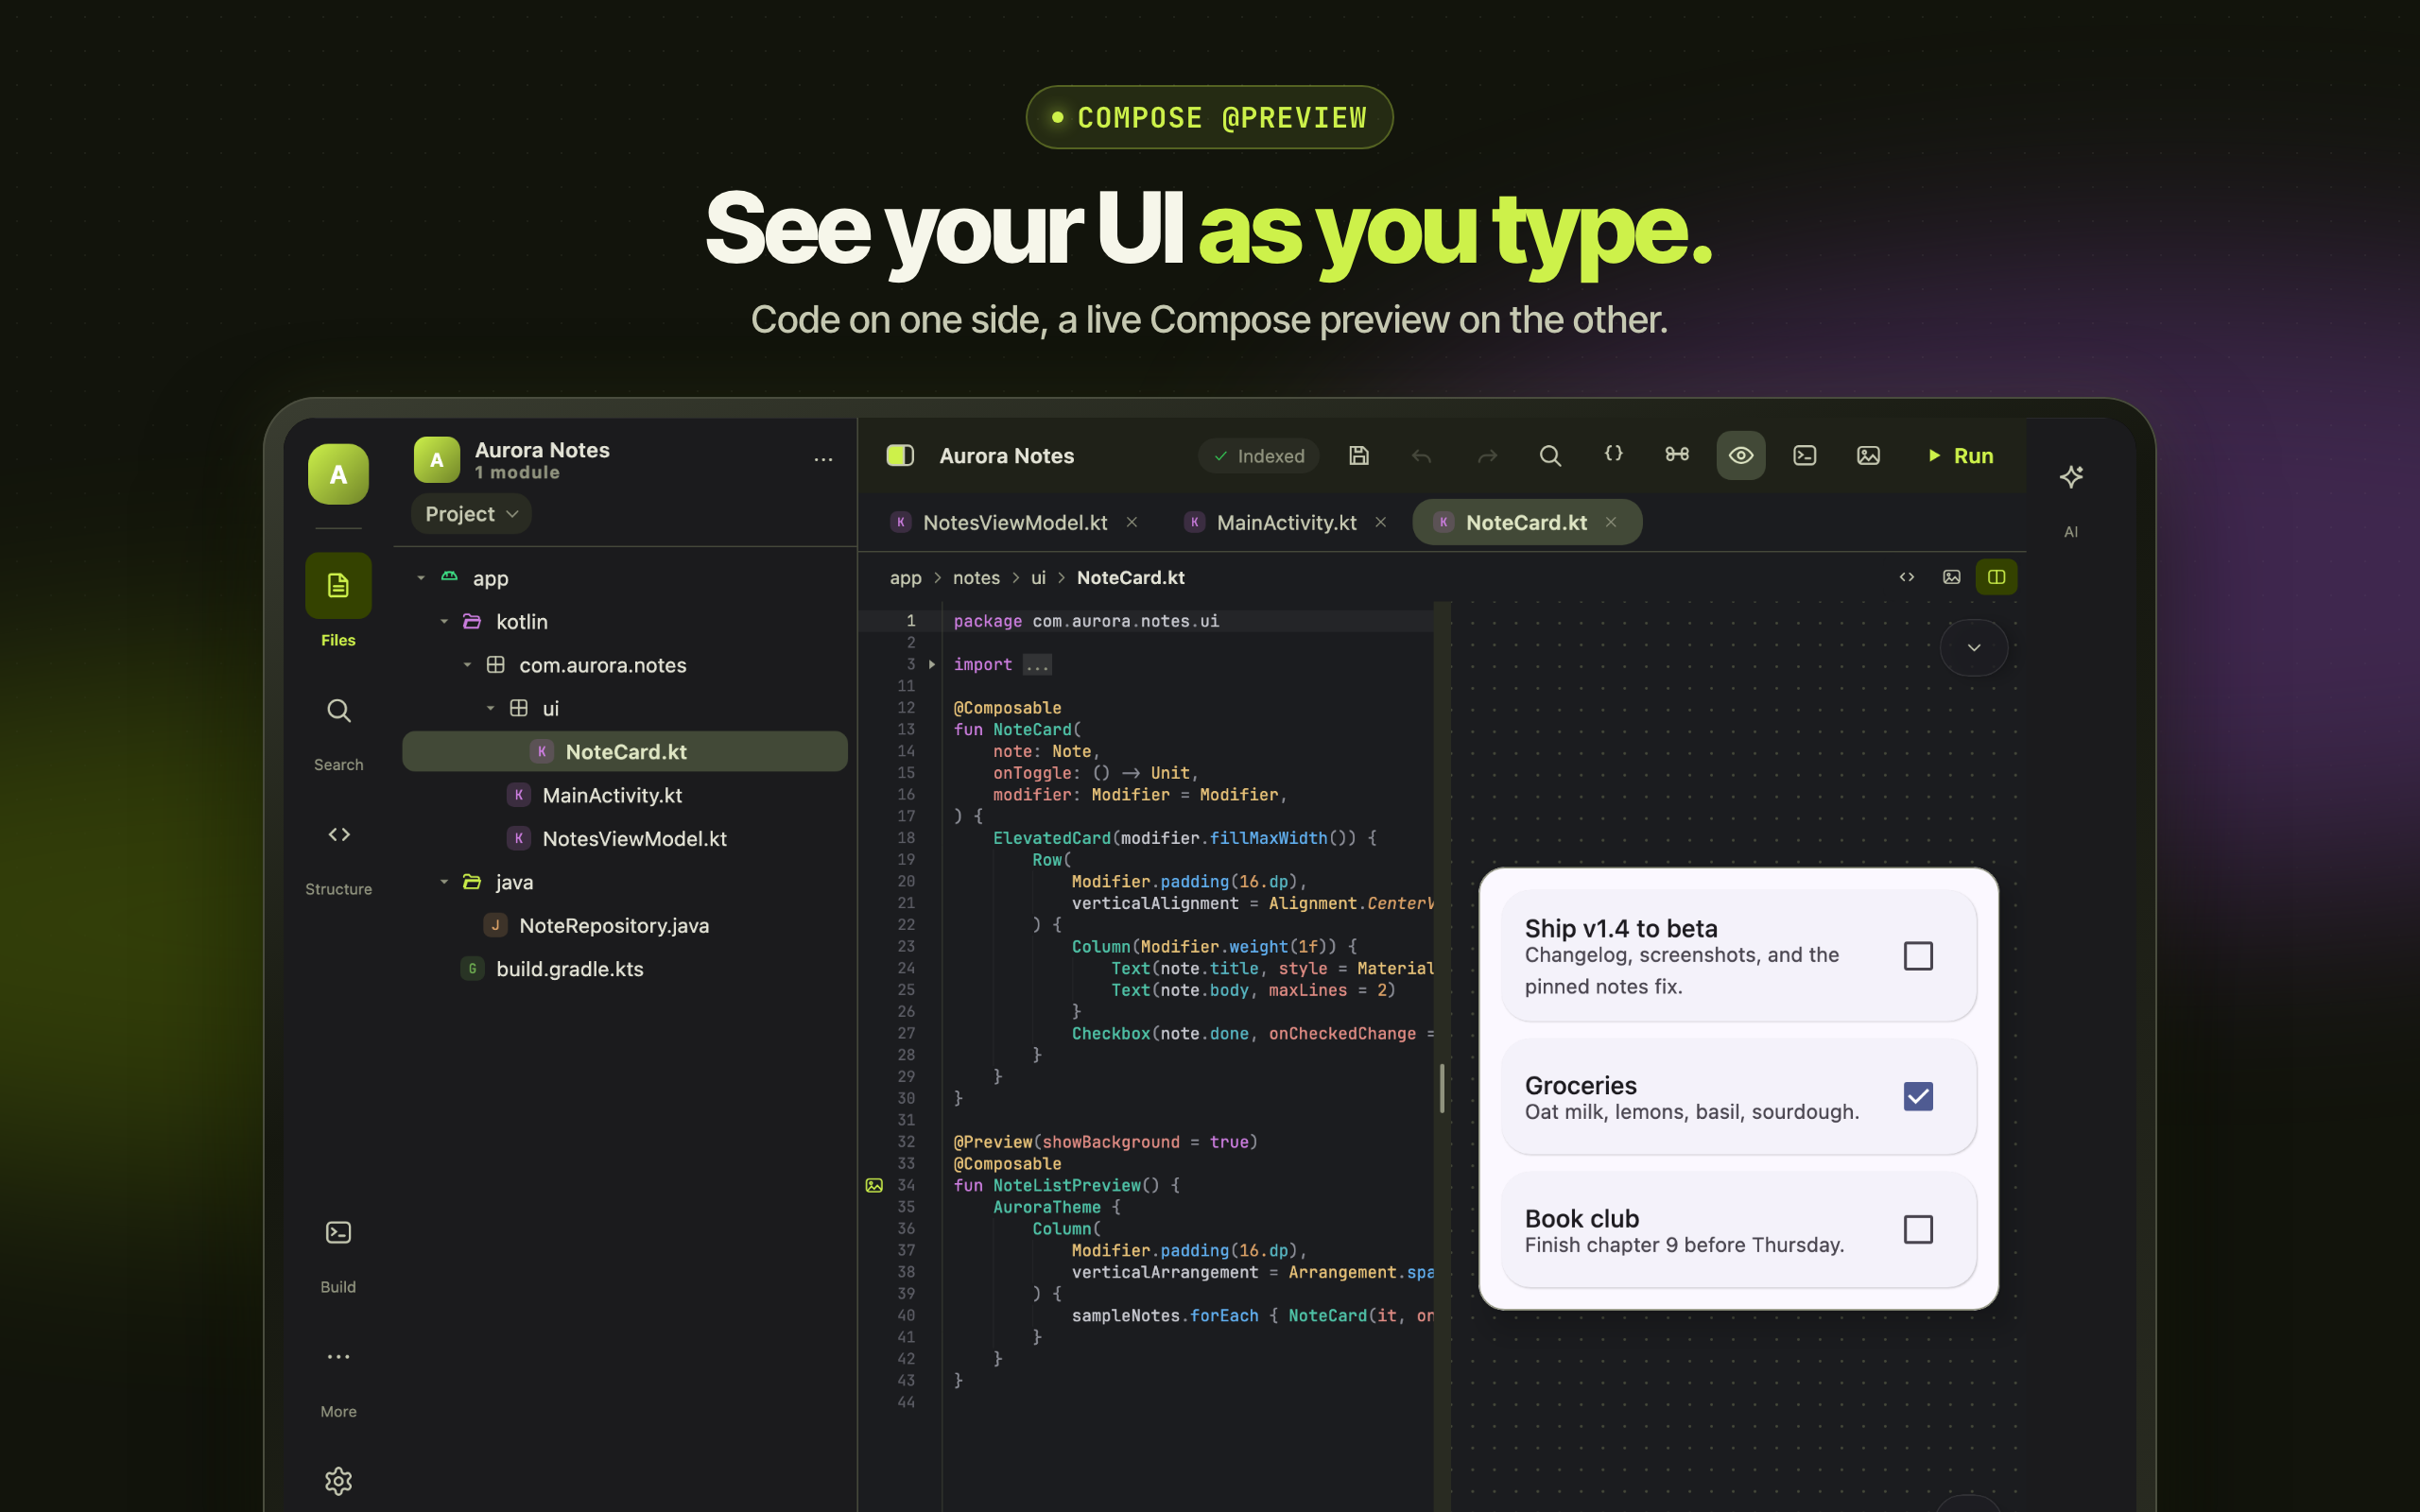 COMPOSE @PREVIEW
See your UI as you type.
Code on one side, a live Compose preview on the other.
A
Files
Search
Structure
Build
More
A
Aurora Notes
1 module
Project
app
kotlin
com.aurora.notes
ui
K NoteCard.kt
K MainActivity.kt
K NotesViewModel.kt
java
J NoteRepository.java
G build.gradle.kts
Aurora Notes
Indexed
Run
K NotesViewModel.kt
K MainActivity.kt
K NoteCard.kt
app > notes > ui > NoteCard.kt
1 package com.aurora.notes.ui
2
3 import ...
11
12 @Composable
13 fun NoteCard(
14     note: Note,
15     onToggle: () -> Unit,
16     modifier: Modifier = Modifier,
17 ) {
18     ElevatedCard(modifier.fillMaxWidth()) {
19         Row(
20             Modifier.padding(16.dp),
21             verticalAlignment = Alignment.CenterV
22         ) {
23             Column(Modifier.weight(1f)) {
24                 Text(note.title, style = Material
25                 Text(note.body, maxLines = 2)
26             }
27             Checkbox(note.done, onCheckedChange =
28         }
29     }
30 }
31
32 @Preview(showBackground = true)
33 @Composable
34 fun NoteListPreview() {
35     AuroraTheme {
36         Column(
37             Modifier.padding(16.dp),
38             verticalArrangement = Arrangement.spa
39         ) {
40             sampleNotes.forEach { NoteCard(it, on
41         }
42     }
43 }
44
Ship v1.4 to beta
Changelog, screenshots, and the
pinned notes fix.
Groceries
Oat milk, lemons, basil, sourdough.
Book club
Finish chapter 9 before Thursday.
AI